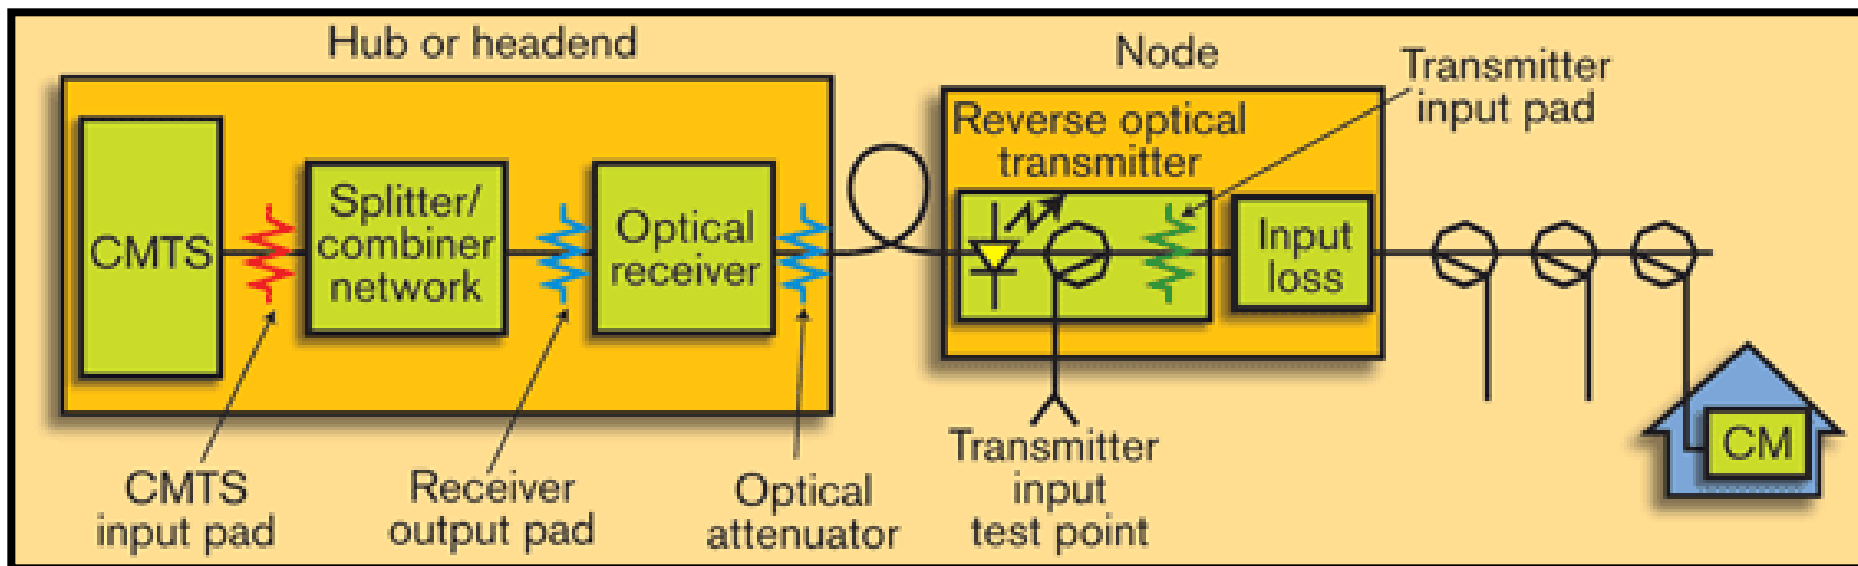 Hub or headend
Node
Transmitter
input pad
Reverse optical
transmitter
CMTS
Splitter/
combiner
network
Optical
receiver
Input
loss
CM
CMTS
input pad
Receiver
output pad
Optical
attenuator
Transmitter
input
test point